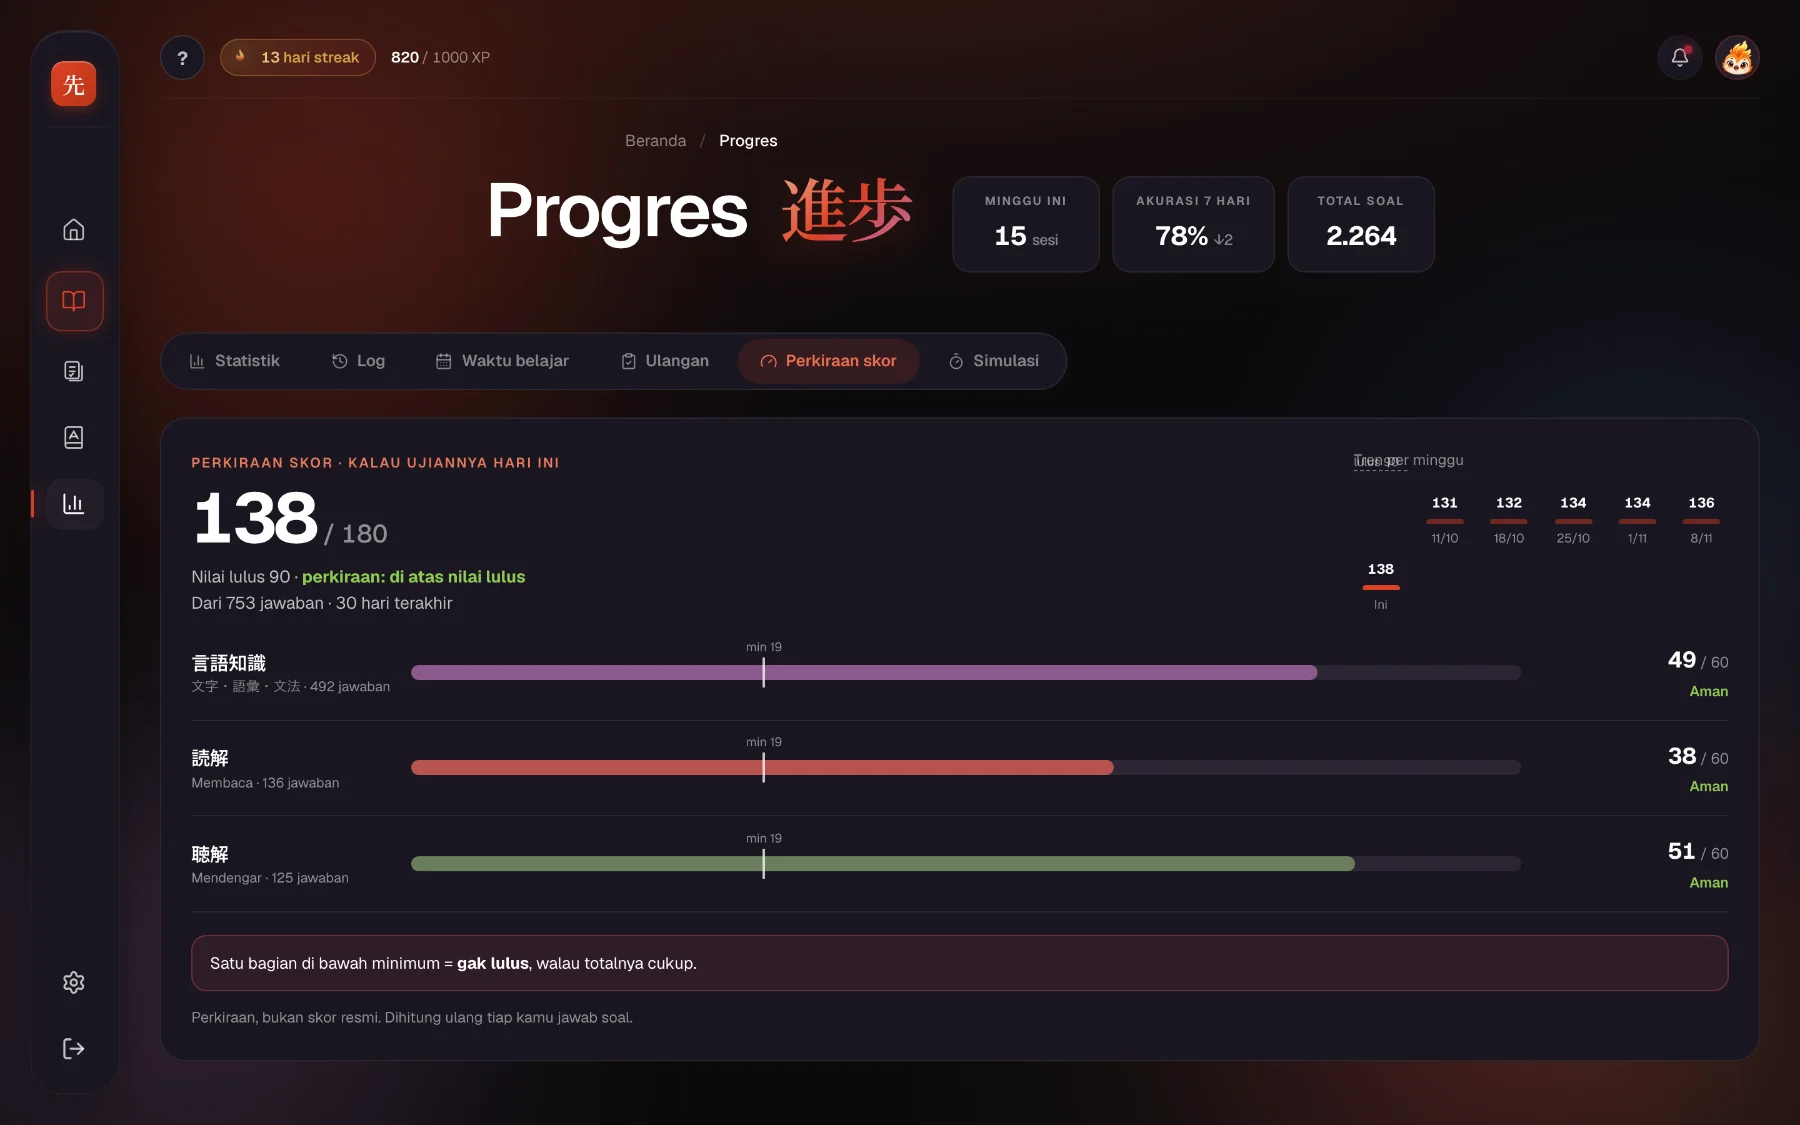 先
?
13 hari streak
820 / 1000 XP
Beranda / Progres
Progres 進歩
MINGGU INI
15 sesi
AKURASI 7 HARI
78% ↓2
TOTAL SOAL
2.264
Statistik
Log
Waktu belajar
Ulangan
Perkiraan skor
Simulasi
PERKIRAAN SKOR · KALAU UJIANNYA HARI INI
138 / 180
Nilai lulus 90 · perkiraan: di atas nilai lulus
Dari 753 jawaban · 30 hari terakhir
per minggu
131 132 134 134 136
11/10 18/10 25/10 1/11 8/11
138
Ini
言語知識
文字・語彙・文法 · 492 jawaban
min 19
49 / 60
Aman
読解
Membaca · 136 jawaban
min 19
38 / 60
Aman
聴解
Mendengar · 125 jawaban
min 19
51 / 60
Aman
Satu bagian di bawah minimum = gak lulus, walau totalnya cukup.
Perkiraan, bukan skor resmi. Dihitung ulang tiap kamu jawab soal.